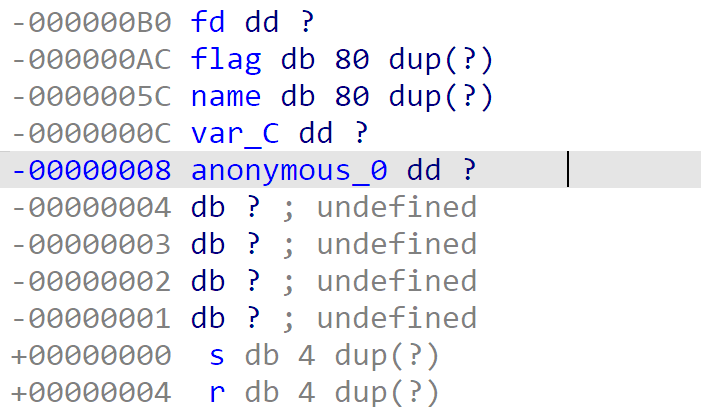 -000000B0 fd dd ?
-000000AC flag db 80 dup(?)
-0000005C name db 80 dup(?)
-0000000C var_C dd ?
-00000008 anonymous_0 dd ?
-00000004 db ? ; undefined
-00000003 db ? ; undefined
-00000002 db ? ; undefined
-00000001 db ? ; undefined
+00000000  s db 4 dup(?)
+00000004  r db 4 dup(?)